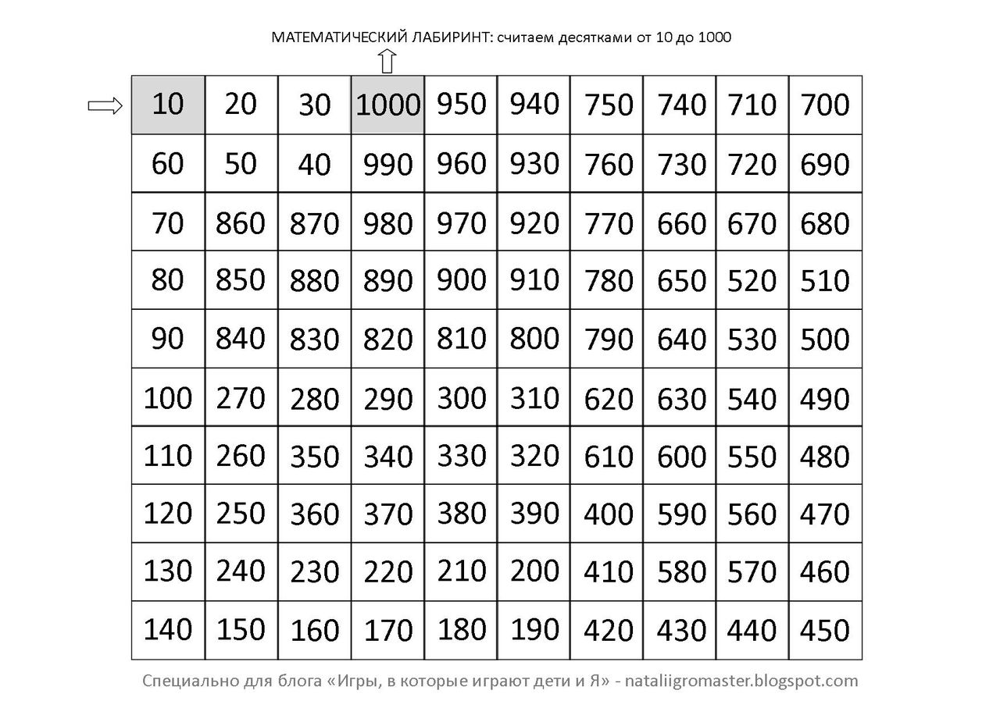 МАТЕМАТИЧЕСКИЙ ЛАБИРИНТ: считаем десятками от 10 до 1000
10 20 30 1000 950 940 750 740 710 700
60 50 40 990 960 930 760 730 720 690
70 860 870 980 970 920 770 660 670 680
80 850 880 890 900 910 780 650 520 510
90 840 830 820 810 800 790 640 530 500
100 270 280 290 300 310 620 630 540 490
110 260 350 340 330 320 610 600 550 480
120 250 360 370 380 390 400 590 560 470
130 240 230 220 210 200 410 580 570 460
140 150 160 170 180 190 420 430 440 450
Специально для блога «Игры, в которые играют дети и Я» - nataliigromaster.blogspot.com